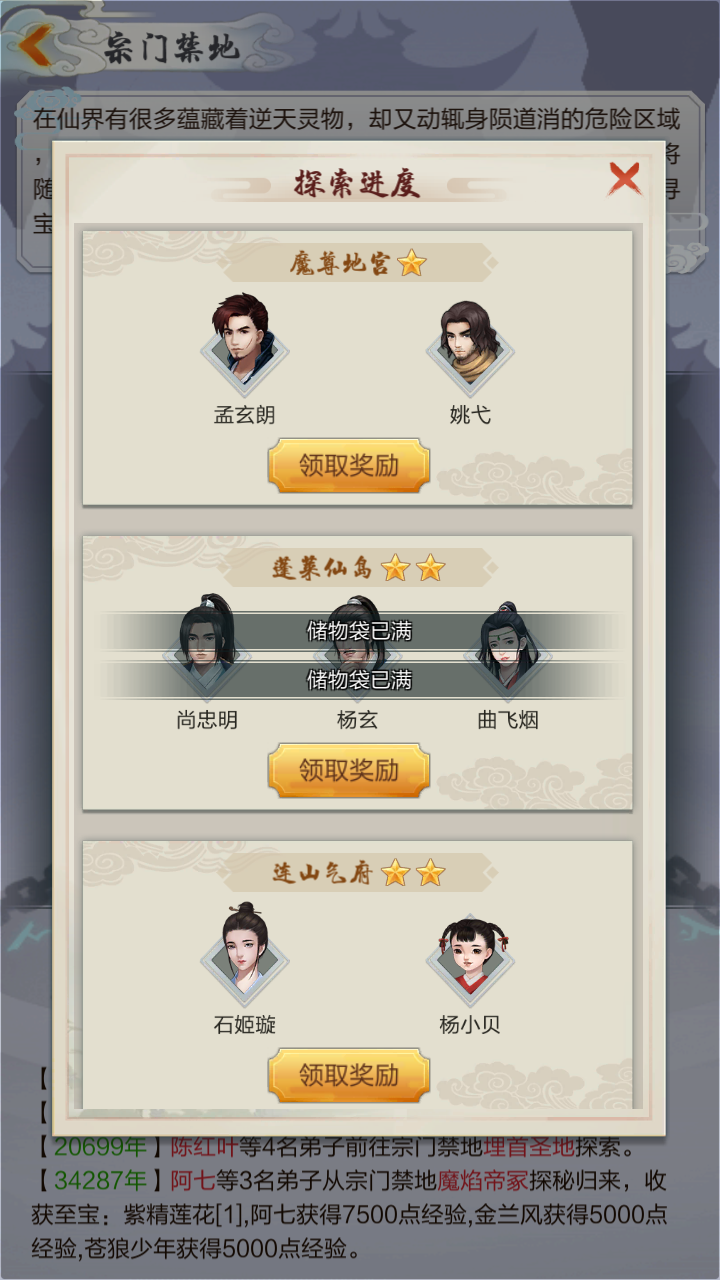 宗门禁地
在仙界有很多蕴藏着逆天灵物，却又动辄身陨道消的危险区域
，
随
宝
探索进度
魔尊地宫
孟玄朗 姚弋
领取奖励
蓬莱仙岛
储物袋已满
储物袋已满
尚忠明 杨玄 曲飞烟
领取奖励
连山气府
石姬璇 杨小贝
领取奖励
【
【
【20699年】陈红叶等4名弟子前往宗门禁地埋首圣地探索。
【34287年】阿七等3名弟子从宗门禁地魔焰帝冢探秘归来，收
获至宝：紫精莲花[1],阿七获得7500点经验,金兰风获得5000点
经验,苍狼少年获得5000点经验。